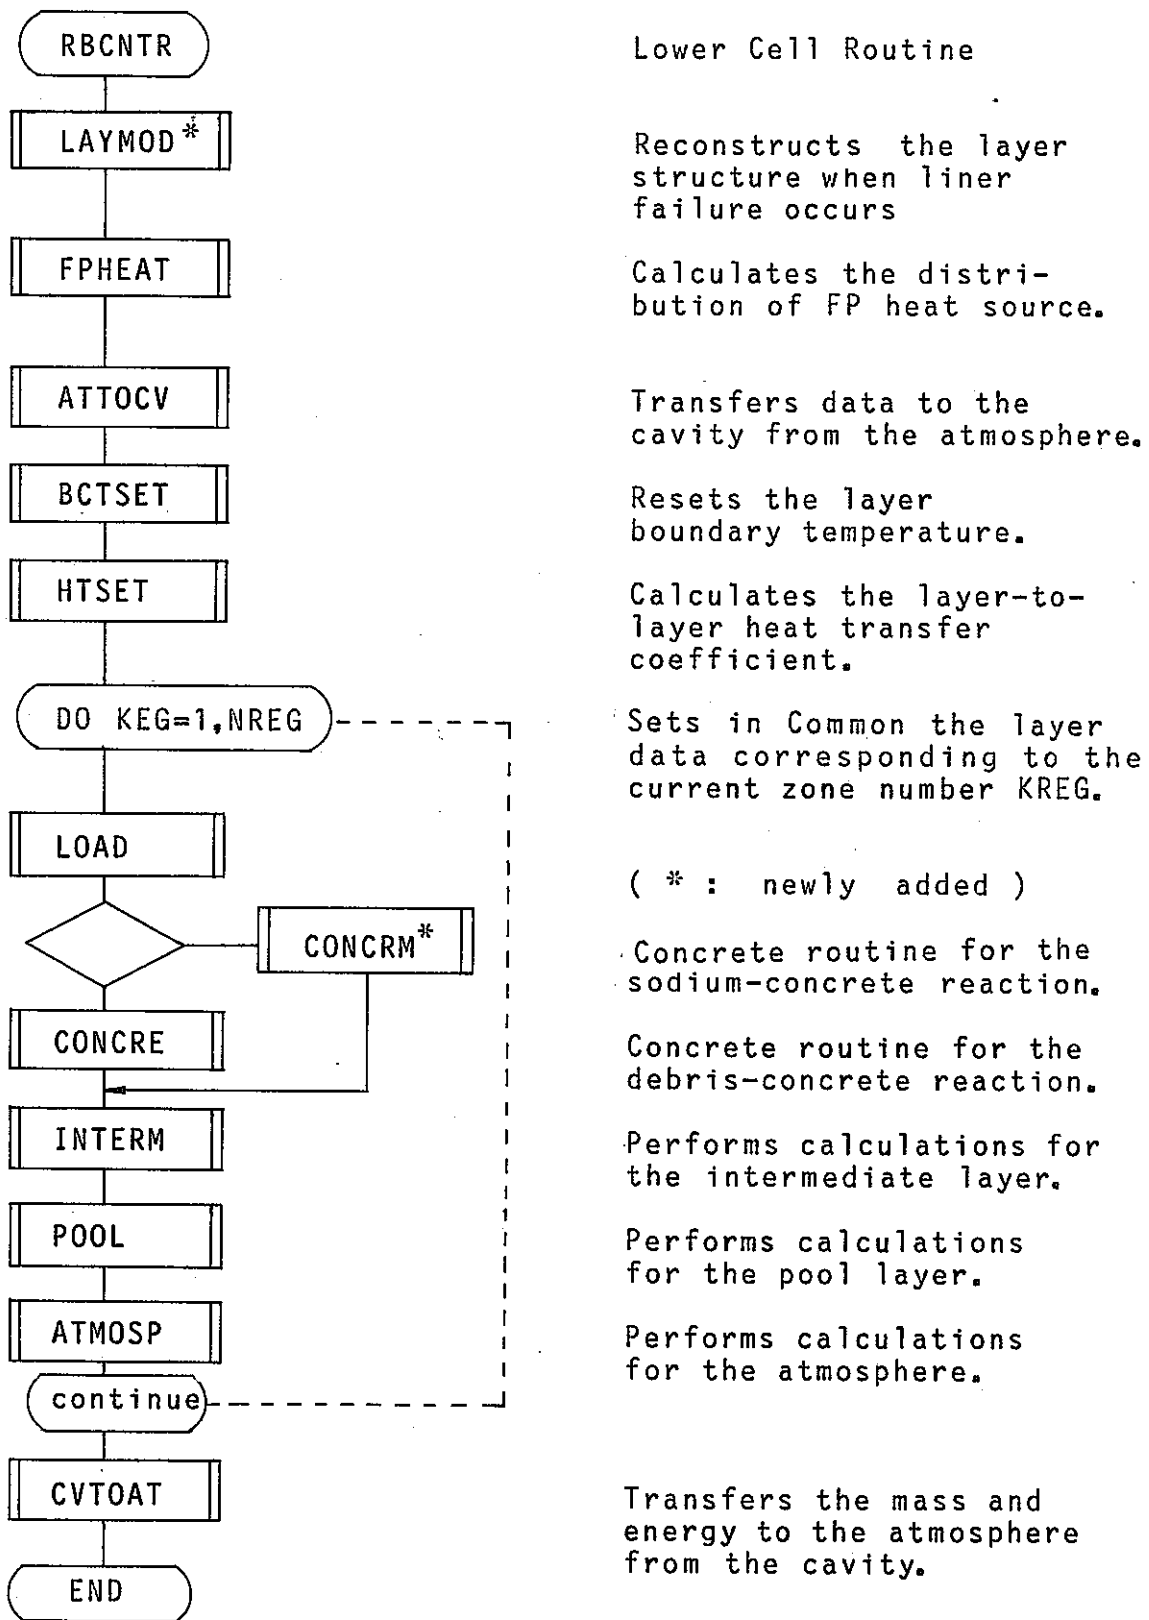 RBCNTR
Lower Cell Routine
LAYMOD*
Reconstructs the layer
structure when liner
failure occurs
FPHEAT
Calculates the distri-
bution of FP heat source.
ATTOCV
Transfers data to the
cavity from the atmosphere.
BCTSET
Resets the layer
boundary temperature.
HTSET
Calculates the layer-to-
layer heat transfer
coefficient.
DO KEG=1,NREG
Sets in Common the layer
data corresponding to the
current zone number KREG.
LOAD
( * : newly added )
CONCRM*
Concrete routine for the
sodium-concrete reaction.
CONCRE
Concrete routine for the
debris-concrete reaction.
INTERM
Performs calculations for
the intermediate layer.
POOL
Performs calculations
for the pool layer.
ATMOSP
Performs calculations
for the atmosphere.
continue
CVTOAT
Transfers the mass and
energy to the atmosphere
from the cavity.
END